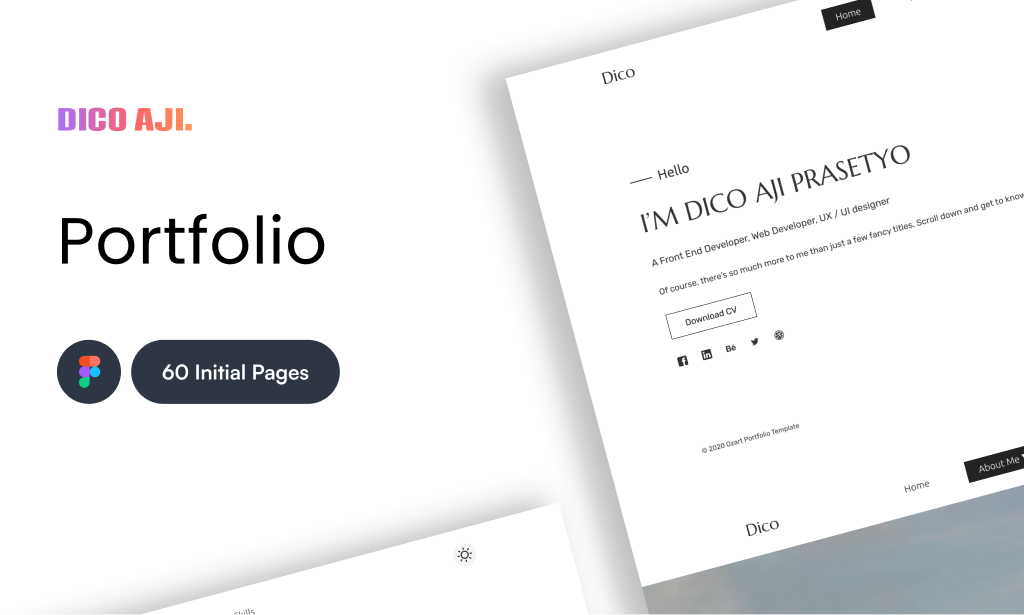 DICO AJI.
Portfolio
60 Initial Pages
Home
Dico
Hello
I'M DICO AJI PRASETYO
A Front End Developer, Web Developer, UX / UI designer
Of course, there's so much more to me than just a few fancy titles. Scroll down and get to know
Download CV
Bē
© 2020 Ozart Portfolio Template
Home
About Me
Dico
Skills